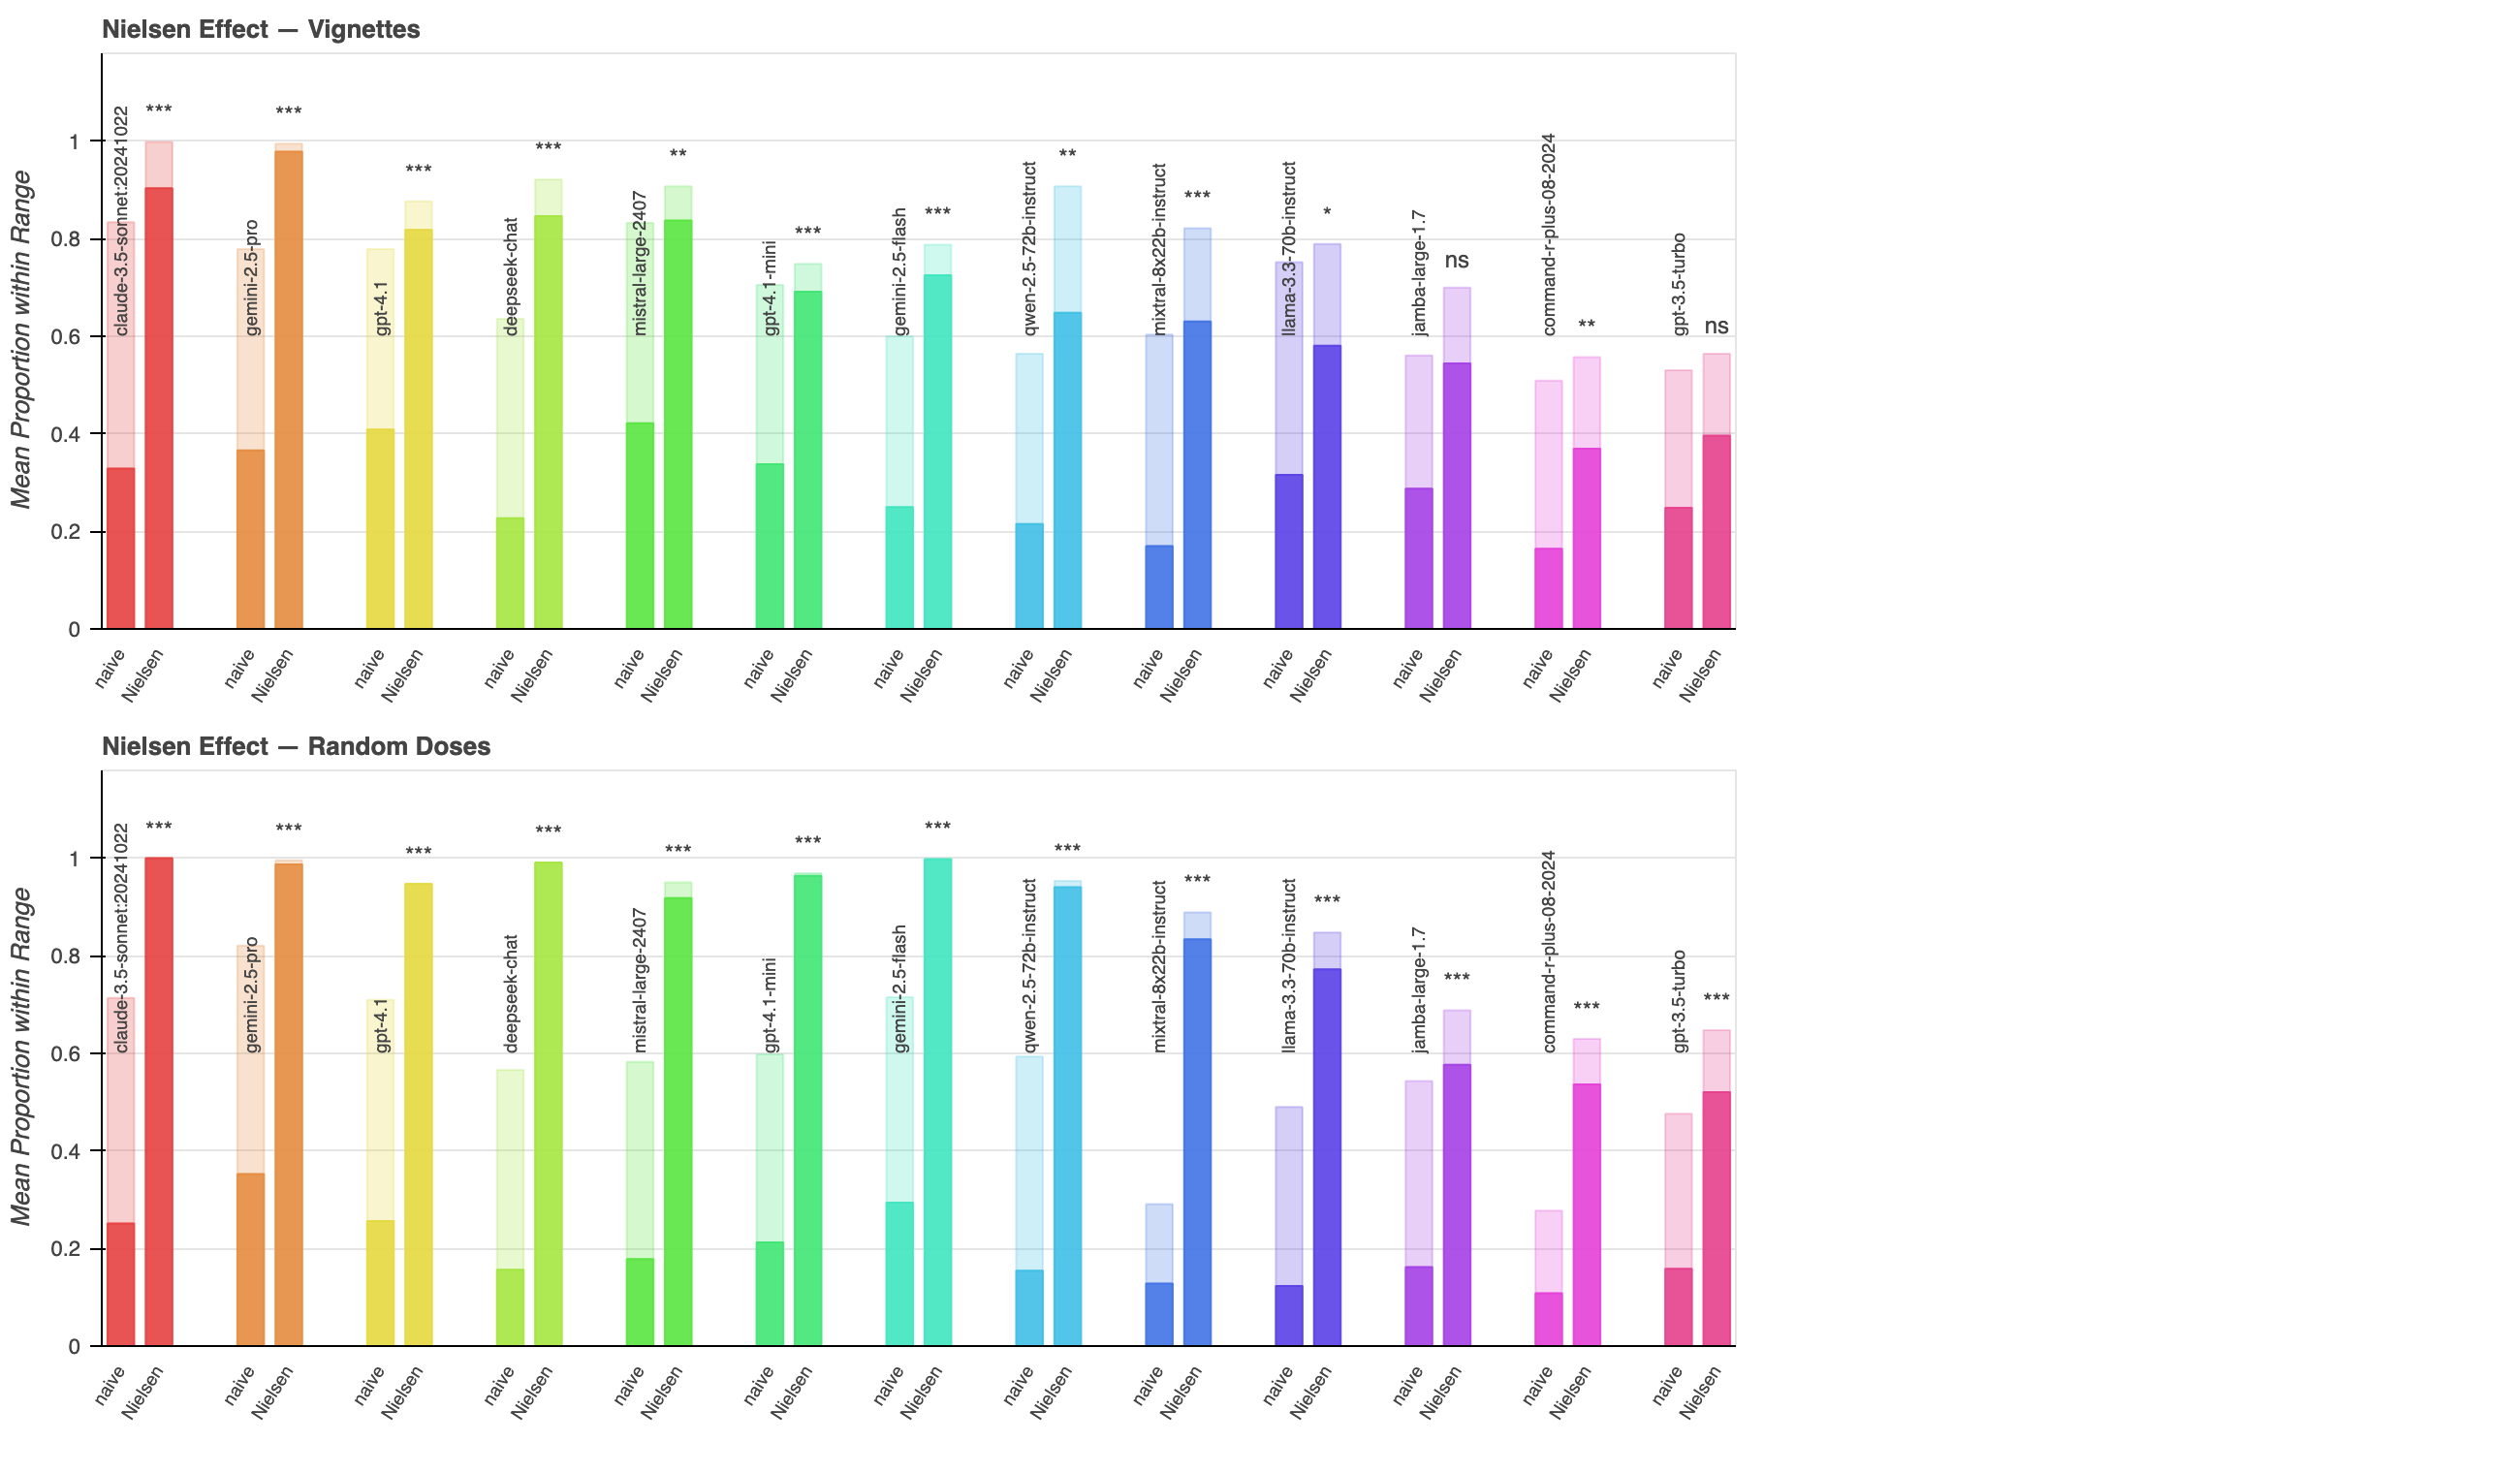 Nielsen Effect — Vignettes
Mean Proportion within Range
1
0.8
0.6
0.4
0.2
0
claude-3.5-sonnet:20241022
***
gemini-2.5-pro
***
gpt-4.1
***
deepseek-chat
***
mistral-large-2407
**
gpt-4.1-mini
***
gemini-2.5-flash
***
qwen-2.5-72b-instruct
**
mixtral-8x22b-instruct
***
llama-3.3-70b-instruct
*
jamba-large-1.7
ns
command-r-plus-08-2024
**
gpt-3.5-turbo
ns
naive
Nielsen
naive
Nielsen
naive
Nielsen
naive
Nielsen
naive
Nielsen
naive
Nielsen
naive
Nielsen
naive
Nielsen
naive
Nielsen
naive
Nielsen
naive
Nielsen
naive
Nielsen
naive
Nielsen
Nielsen Effect — Random Doses
Mean Proportion within Range
1
0.8
0.6
0.4
0.2
0
claude-3.5-sonnet:20241022
***
gemini-2.5-pro
***
gpt-4.1
***
deepseek-chat
***
mistral-large-2407
***
gpt-4.1-mini
***
gemini-2.5-flash
***
qwen-2.5-72b-instruct
***
mixtral-8x22b-instruct
***
llama-3.3-70b-instruct
***
jamba-large-1.7
***
command-r-plus-08-2024
***
gpt-3.5-turbo
***
naive
Nielsen
naive
Nielsen
naive
Nielsen
naive
Nielsen
naive
Nielsen
naive
Nielsen
naive
Nielsen
naive
Nielsen
naive
Nielsen
naive
Nielsen
naive
Nielsen
naive
Nielsen
naive
Nielsen